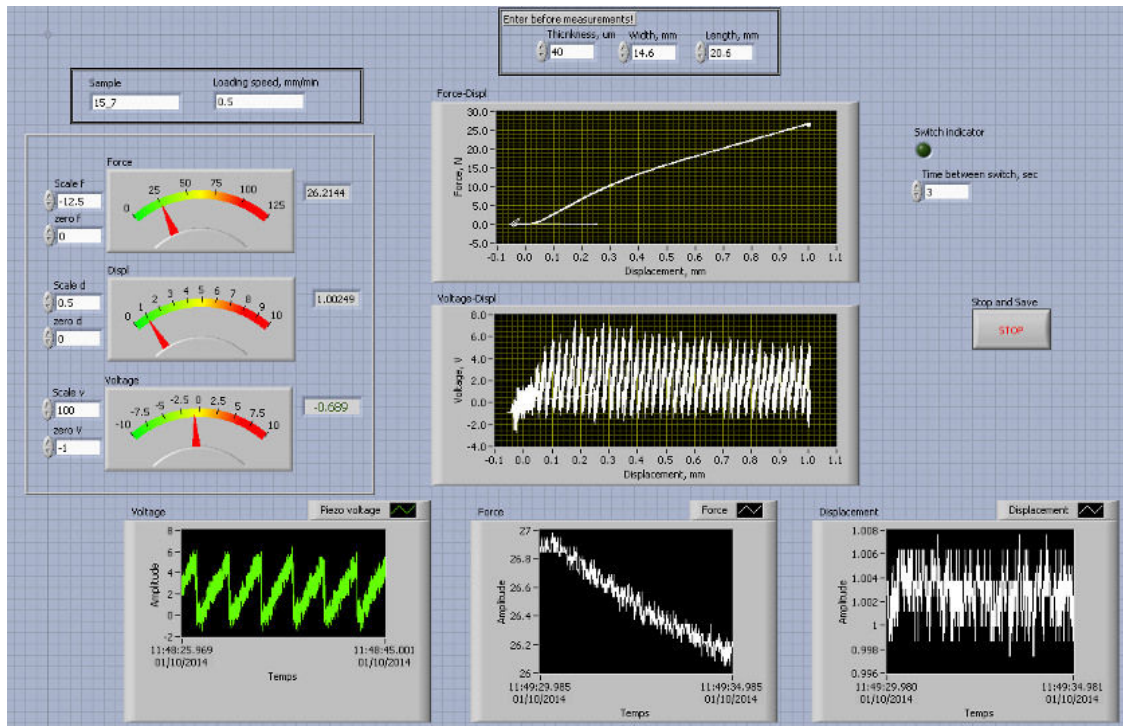 Enter before measurements!
Thicnkness, um Width, mm Length, mm
40 14.6 20.6
Sample Loading speed, mm/min
15_7 0.5
Force
Scale f
-12.5
zero f
0
0 25 50 75 100 125
26.2144
Displ
Scale d
0.5
zero d
0
0 1 2 3 4 5 6 7 8 9 10
1.00249
Voltage
Scale v
100
zero V
-1
-10 -7.5 -5 -2.5 0 2.5 5 7.5 10
-0.689
Force-Displ
30.0
25.0
20.0
15.0
10.0
5.0
0.0
-5.0
Force, N
-0.1 0.0 0.1 0.2 0.3 0.4 0.5 0.6 0.7 0.8 0.9 1.0 1.1
Displacement, mm
Voltage-Displ
8.0
6.0
4.0
2.0
0.0
-2.0
-4.0
Voltage, V
-0.1 0.0 0.1 0.2 0.3 0.4 0.5 0.6 0.7 0.8 0.9 1.0 1.1
Displacement, mm
Switch indicator
Time between switch, sec
3
Stop and Save
STOP
Voltage Piezo voltage
8
6
4
2
0
-2
Amplitude
11:48:25.969 11:48:45.001
01/10/2014 01/10/2014
Temps
Force Force
27
26.8
26.6
26.4
26.2
26
Amplitude
11:49:29.985 11:49:34.985
01/10/2014 01/10/2014
Temps
Displacement Displacement
1.008
1.006
1.004
1.002
1
0.998
0.996
Amplitude
11:49:29.980 11:49:34.981
01/10/2014 01/10/2014
Temps